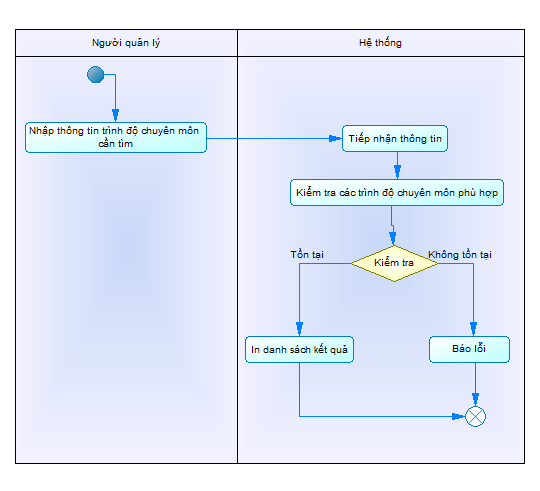 Người quản lý
Hệ thống
Nhập thông tin trình độ chuyên môn
cần tìm
Tiếp nhận thông tin
Kiểm tra các trình độ chuyên môn phù hợp
Tồn tại
Kiểm tra
Không tồn tại
In danh sách kết quả
Báo lỗi